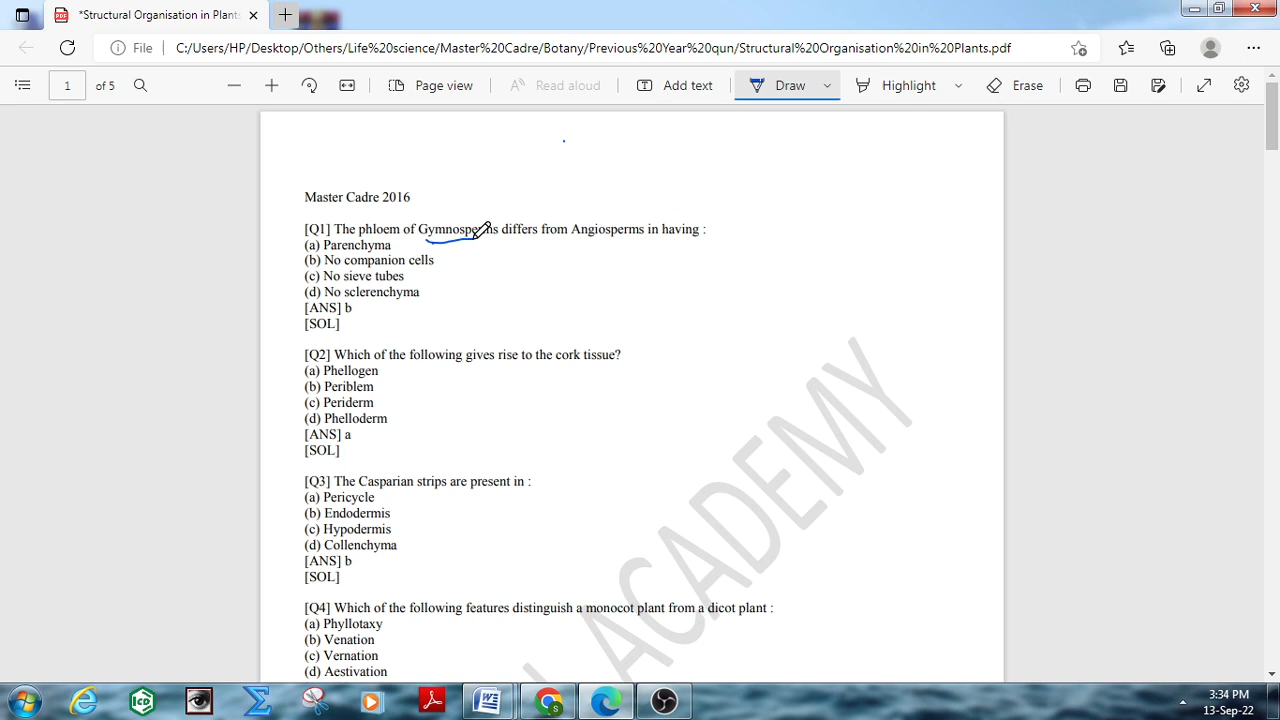 *Structural Organisation in Plants
File C:/Users/HP/Desktop/Others/Life%20science/Master%20Cadre/Botany/Previous%20Year%20qun/Structural%20Organisation%20in%20Plants.pdf
1 of 5 Page view Read aloud Add text Draw Highlight Erase
Master Cadre 2016
[Q1] The phloem of Gymnosperms differs from Angiosperms in having :
(a) Parenchyma
(b) No companion cells
(c) No sieve tubes
(d) No sclerenchyma
[ANS] b
[SOL]
[Q2] Which of the following gives rise to the cork tissue?
(a) Phellogen
(b) Periblem
(c) Periderm
(d) Phelloderm
[ANS] a
[SOL]
[Q3] The Casparian strips are present in :
(a) Pericycle
(b) Endodermis
(c) Hypodermis
(d) Collenchyma
[ANS] b
[SOL]
[Q4] Which of the following features distinguish a monocot plant from a dicot plant :
(a) Phyllotaxy
(b) Venation
(c) Vernation
(d) Aestivation
ACADEMY
3:34 PM
13-Sep-22